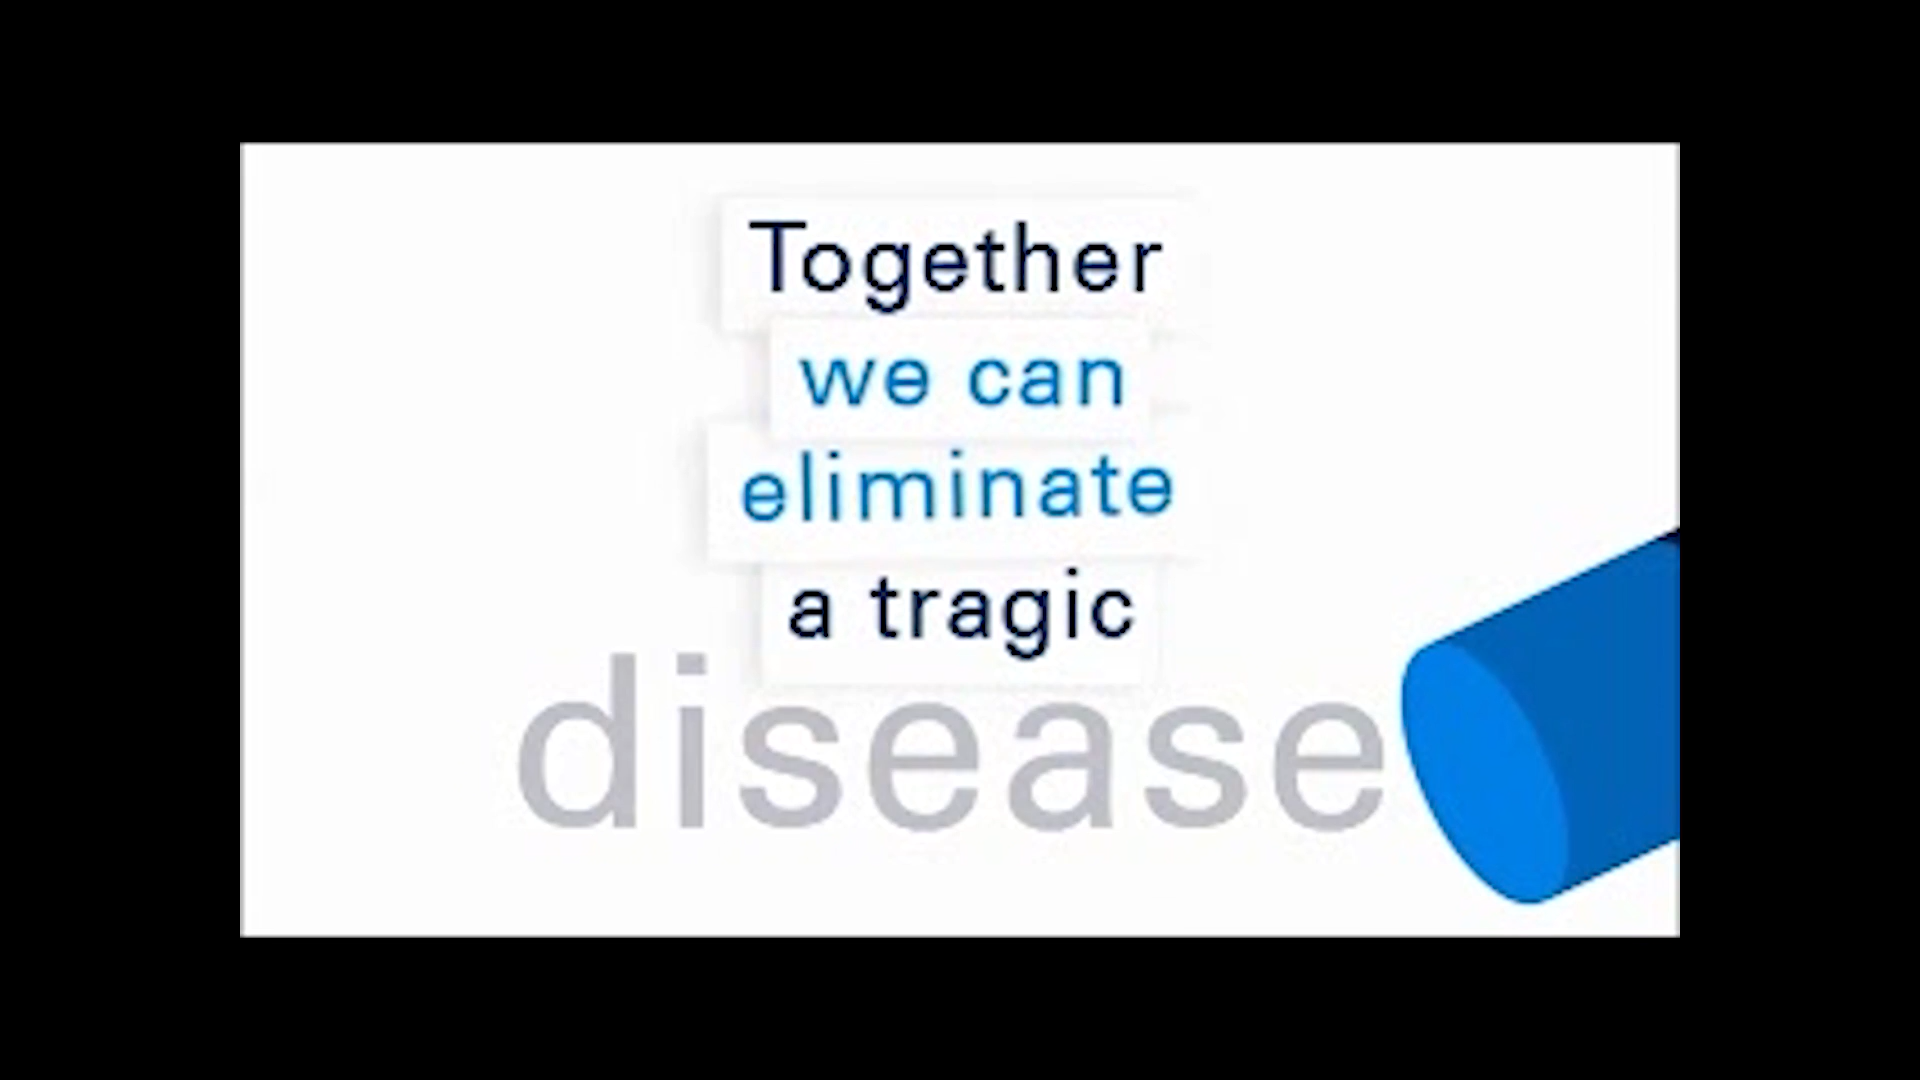 Together
we can
eliminate
a tragic
disease